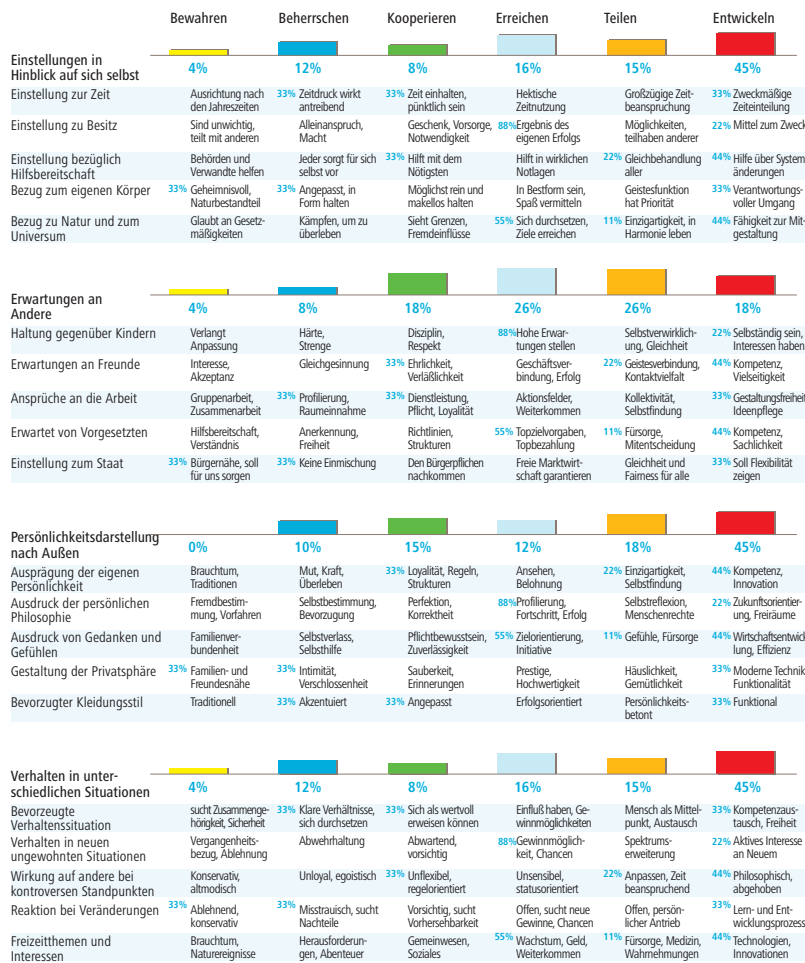 Bewahren Beherrschen Kooperieren Erreichen Teilen Entwickeln
Einstellungen in
Hinblick auf sich selbst 4% 12% 8% 16% 15% 45%
Einstellung zur Zeit Ausrichtung nach 33% Zeitdruck wirkt 33% Zeit einhalten, Hektische Großzügige Zeit- 33% Zweckmäßige
den Jahreszeiten antreibend pünktlich sein Zeitnutzung beanspruchung Zeiteinteilung
Einstellung zu Besitz Sind unwichtig, Alleinanspruch, Geschenk, Vorsorge, 88% Ergebnis des Möglichkeiten, 22% Mittel zum Zweck
teilt mit anderen Macht Notwendigkeit eigenen Erfolgs teilhaben anderer
Einstellung bezüglich Behörden und Jeder sorgt für sich 33% Hilft mit dem Hilft in wirklichen 22% Gleichbehandlung 44% Hilfe über System-
Hilfsbereitschaft Verwandte helfen selbst vor Nötigsten Notlagen aller änderungen
Bezug zum eigenen Körper 33% Geheimnisvoll, 33% Angepasst, in Möglichst rein und In Bestform sein, Geistesfunktion 33% Verantwortungs-
Naturbestandteil Form halten makellos halten Spaß vermitteln hat Priorität voller Umgang
Bezug zu Natur und zum Glaubt an Gesetz- Kämpfen, um zu Sieht Grenzen, 55% Sich durchsetzen, 11% Einzigartigkeit, in 44% Fähigkeit zur Mit-
Universum mäßigkeiten überleben Fremdeinflüsse Ziele erreichen Harmonie leben gestaltung
Erwartungen an
Andere 4% 8% 18% 26% 26% 18%
Haltung gegenüber Kindern Verlangt Härte, Disziplin, 88% Hohe Erwar- Selbstverwirklich- 22% Selbständig sein,
Anpassung Strenge Respekt tungen stellen ung, Gleichheit Interessen haben
Erwartungen an Freunde Interesse, Gleichgesinnung 33% Ehrlichkeit, Geschäftsver- 22% Geistesverbindung, 44% Kompetenz,
Akzeptanz Verläßlichkeit bindung, Erfolg Kontaktvielfalt Vielseitigkeit
Ansprüche an die Arbeit Gruppenarbeit, 33% Profilierung, 33% Dienstleistung, Aktionsfelder, Kollektivität, 33% Gestaltungsfreiheit
Zusammenarbeit Raumeinnahme Pflicht, Loyalität Weiterkommen Selbstfindung Ideenpflege
Erwartet von Vorgesetzten Hilfsbereitschaft, Anerkennung, Richtlinien, 55% Topzielvorgaben, 11% Fürsorge, 44% Kompetenz,
Verständnis Freiheit Strukturen Topbezahlung Mitentscheidung Sachlichkeit
Einstellung zum Staat 33% Bürgernähe, soll 33% Keine Einmischung Den Bürgerpflichen Freie Marktwirt- Gleichheit und 33% Soll Flexibilität
für uns sorgen nachkommen schaft garantieren Fairness für alle zeigen
Persönlichkeitsdarstellung
nach Außen 0% 10% 15% 12% 18% 45%
Ausprägung der eigenen Brauchtum, Mut, Kraft, 33% Loyalität, Regeln, Ansehen, 22% Einzigartigkeit, 44% Kompetenz,
Persönlichkeit Traditionen Überleben Strukturen Belohnung Selbstfindung Innovation
Ausdruck der persönlichen Fremdbestim- Selbstbestimmung, Perfektion, 88% Profilierung, Selbstreflexion, 22% Zukunftsorientier-
Philosophie mung, Vorfahren Bevorzugung Korrektheit Fortschritt, Erfolg Menschenrechte ung, Freiräume
Ausdruck von Gedanken und Familienver- Selbstverlass, Pflichtbewusstsein, 55% Zielorientierung, 11% Gefühle, Fürsorge 44% Wirtschaftsentwick
Gefühlen bundenheit Selbsthilfe Zuverlässigkeit Initiative lung, Effizienz
Gestaltung der Privatsphäre 33% Familien- und 33% Intimität, Sauberkeit, Prestige, Häuslichkeit, 33% Moderne Technik
Freundesnähe Verschlossenheit Erinnerungen Hochwertigkeit Gemütlichkeit Funktionalität
Bevorzugter Kleidungsstil Traditionell 33% Akzentuiert 33% Angepasst Erfolgsorientiert Persönlichkeits- 33% Funktional
betont
Verhalten in unter-
schiedlichen Situationen 4% 12% 8% 16% 15% 45%
Bevorzeugte sucht Zusammenge- 33% Klare Verhältnisse, 33% Sich als wertvoll Einfluß haben, Ge- Mensch als Mittel- 33% Kompetenzaus-
Verhaltenssituation hörigkeit, Sicherheit sich durchsetzen erweisen können winnmöglichkeiten punkt, Austausch tausch, Freiheit
Verhalten in neuen Vergangenheits- Abwehrhaltung Abwartend, 88% Gewinnmöglich- Spektrums- 22% Aktives Interesse
ungewohnten Situationen bezug, Ablehnung vorsichtig keit, Chancen erweiterung an Neuem
Wirkung auf andere bei Konservativ, Unloyal, egoistisch 33% Unflexibel, Unsensibel, 22% Anpassen, Zeit 44% Philosophisch,
kontroversen Standpunkten altmodisch regelorientiert statusorientiert beanspruchend abgehoben
Reaktion bei Veränderungen 33% Ablehnend, 33% Misstrauisch, sucht Vorsichtig, sucht Offen, sucht neue Offen, persön- 33% Lern- und Ent-
konservativ Nachteile Vorhersehbarkeit Gewinne, Chancen licher Antrieb wicklungsprozess
Freizeitthemen und Brauchtum, Herausforderun- Gemeinwesen, 55% Wachstum, Geld, 11% Fürsorge, Medizin, 44% Technologien,
Interessen Naturereignisse gen, Abenteuer Soziales Weiterkommen Wahrnehmungen Innovationen